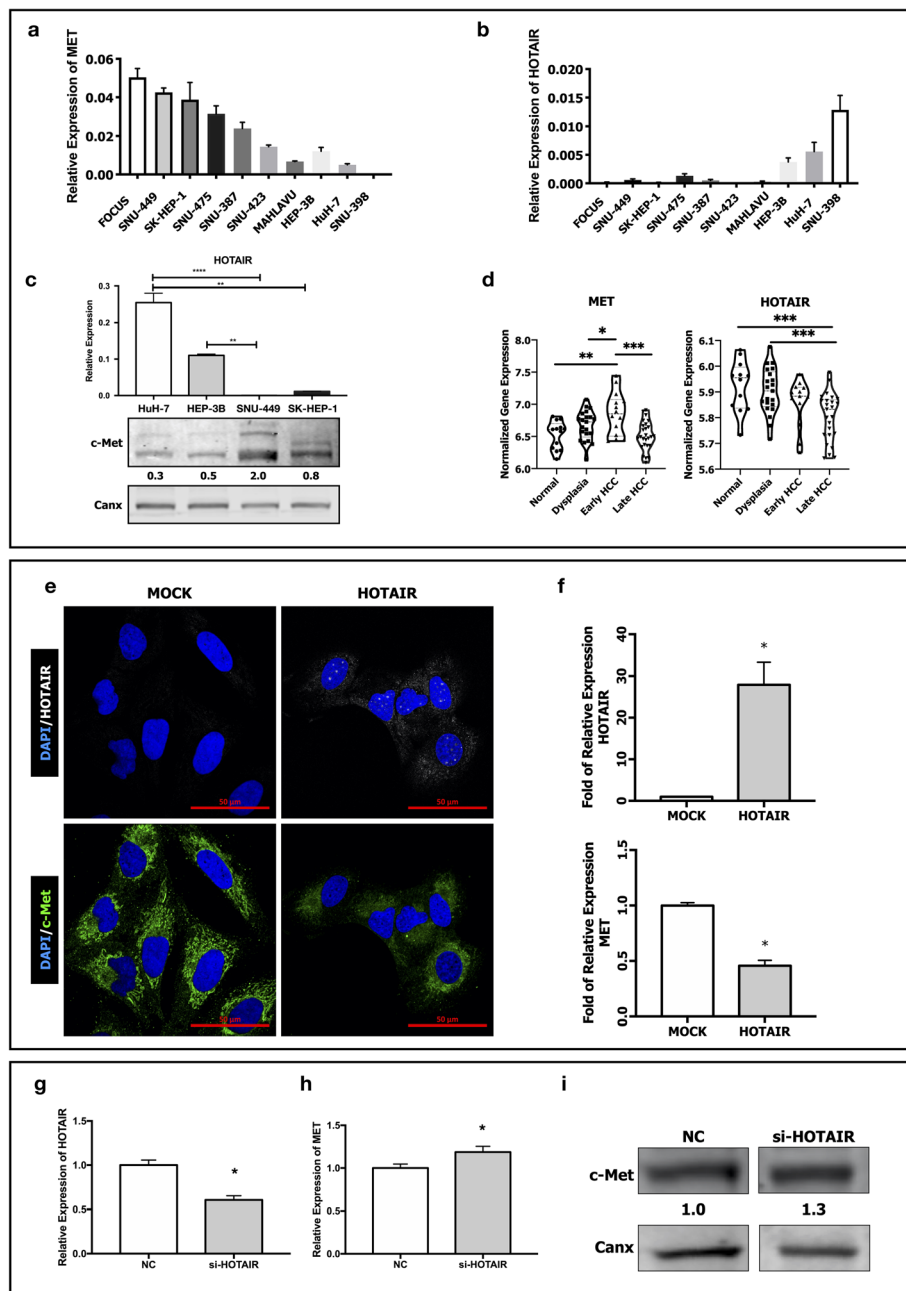 a
Relative Expression of MET
0.06
0.04
0.02
0.00
FOCUS
SNU-449
SK-HEP-1
SNU-475
SNU-387
SNU-423
MAHLAVU
HEP-3B
HuH-7
SNU-398
b
Relative Expression of HOTAIR
0.020
0.015
0.010
0.005
0.000
FOCUS
SNU-449
SK-HEP-1
SNU-475
SNU-387
SNU-423
MAHLAVU
HEP-3B
HuH-7
SNU-398
c
HOTAIR
Relative Expression
0.3
0.2
0.1
0.0
****
**
**
HuH-7 HEP-3B SNU-449 SK-HEP-1
c-Met
0.3 0.5 2.0 0.8
Canx
d
MET
Normalized Gene Expression
8.0
7.5
7.0
6.5
6.0
*
** ***
Normal
Dysplasia
Early HCC
Late HCC
HOTAIR
Normalized Gene Expression
6.1
6.0
5.9
5.8
5.7
5.6
***
***
Normal
Dysplasia
Early HCC
Late HCC
e
MOCK HOTAIR
DAPI/HOTAIR
50 µm 50 µm
DAPI/c-Met
50 µm 50 µm
f
Fold of Relative Expression
HOTAIR
40
30
20
10
0
*
MOCK HOTAIR
Fold of Relative Expression
MET
1.5
1.0
0.5
0.0
*
MOCK HOTAIR
g
Relative Expression of HOTAIR
1.5
1.0
0.5
0.0
*
NC si-HOTAIR
h
Relative Expression of MET
1.5
1.0
0.5
0.0
*
NC si-HOTAIR
i
NC si-HOTAIR
c-Met
1.0 1.3
Canx